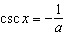 csc x = -1/a